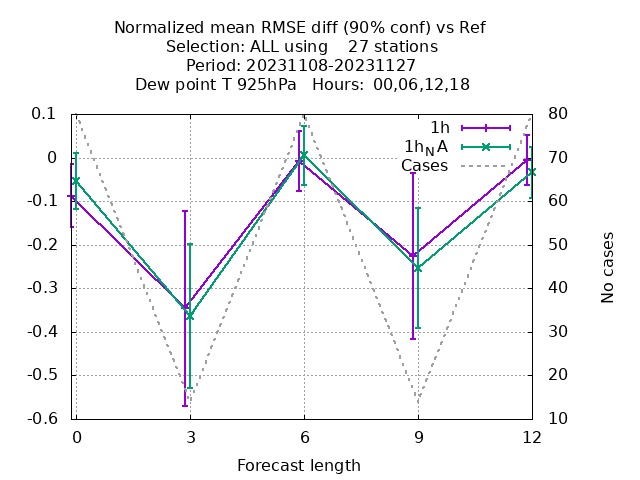 Normalized mean RMSE diff (90% conf) vs Ref
Selection: ALL using    27 stations
Period: 20231108-20231127
Dew point T 925hPa   Hours: 00,06,12,18
0.1
0
-0.1
-0.2
-0.3
-0.4
-0.5
-0.6
80
70
60
50
40
30
20
10
1h
1hNA
Cases
No cases
0 3 6 9 12
Forecast length